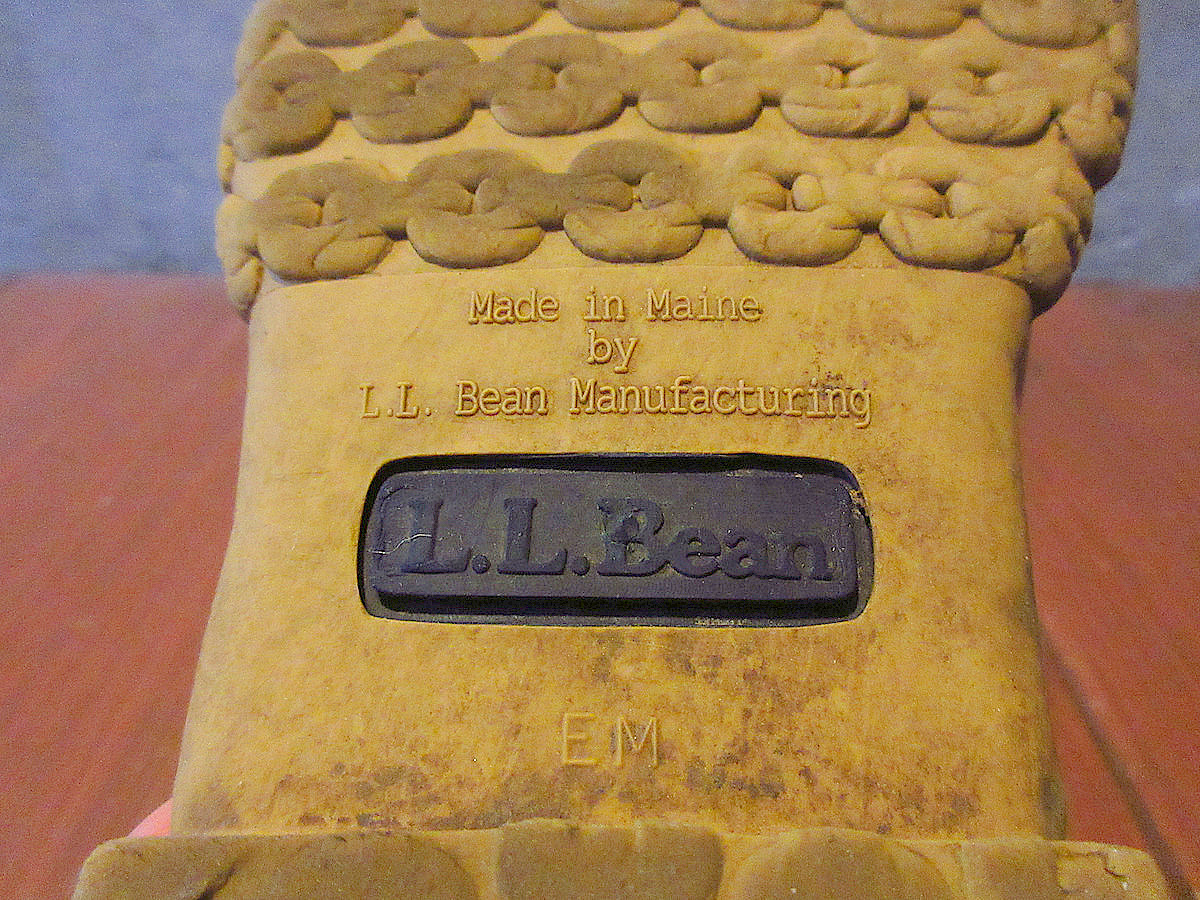 Made in Maine
by
L.L. Bean Manufacturing
L.L.Bean
EM